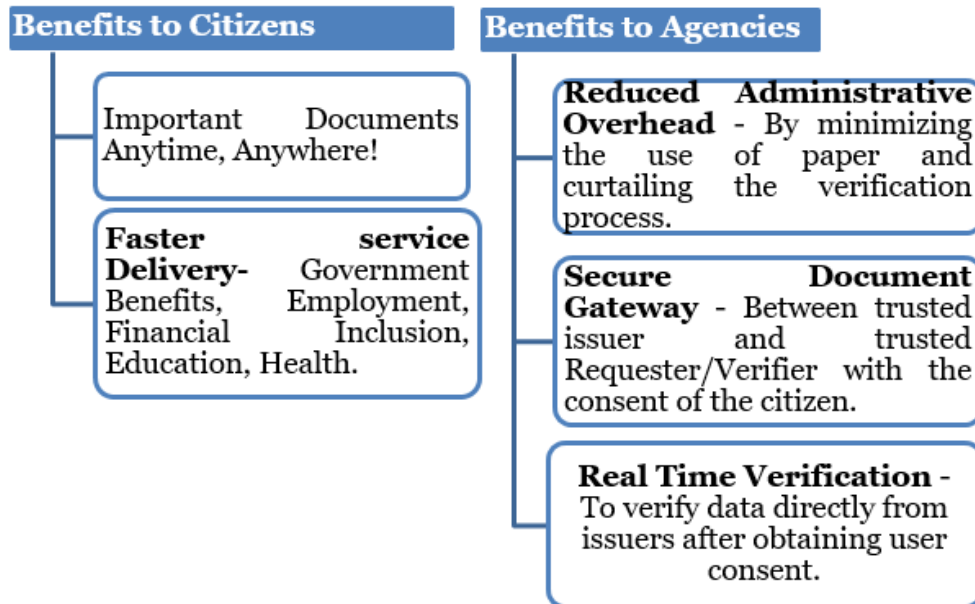 Benefits to Citizens
Important Documents
Anytime, Anywhere!
Faster service
Delivery- Government
Benefits, Employment,
Financial Inclusion,
Education, Health.
Benefits to Agencies
Reduced Administrative
Overhead - By minimizing
the use of paper and
curtailing the verification
process.
Secure Document
Gateway - Between trusted
issuer and trusted
Requester/Verifier with the
consent of the citizen.
Real Time Verification -
To verify data directly from
issuers after obtaining user
consent.